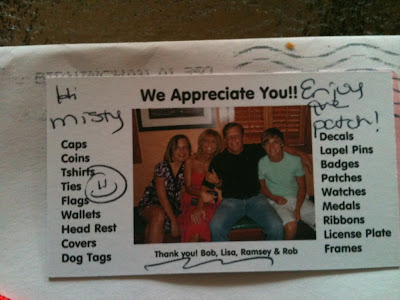 Hi
Misty
We Appreciate You!!
Enjoy
the
patch!
Caps
Coins
Tshirts
Ties
Flags
Wallets
Head Rest
Covers
Dog Tags
Decals
Lapel Pins
Badges
Patches
Watches
Medals
Ribbons
License Plate
Frames
Thank you! Bob, Lisa, Ramsey & Rob